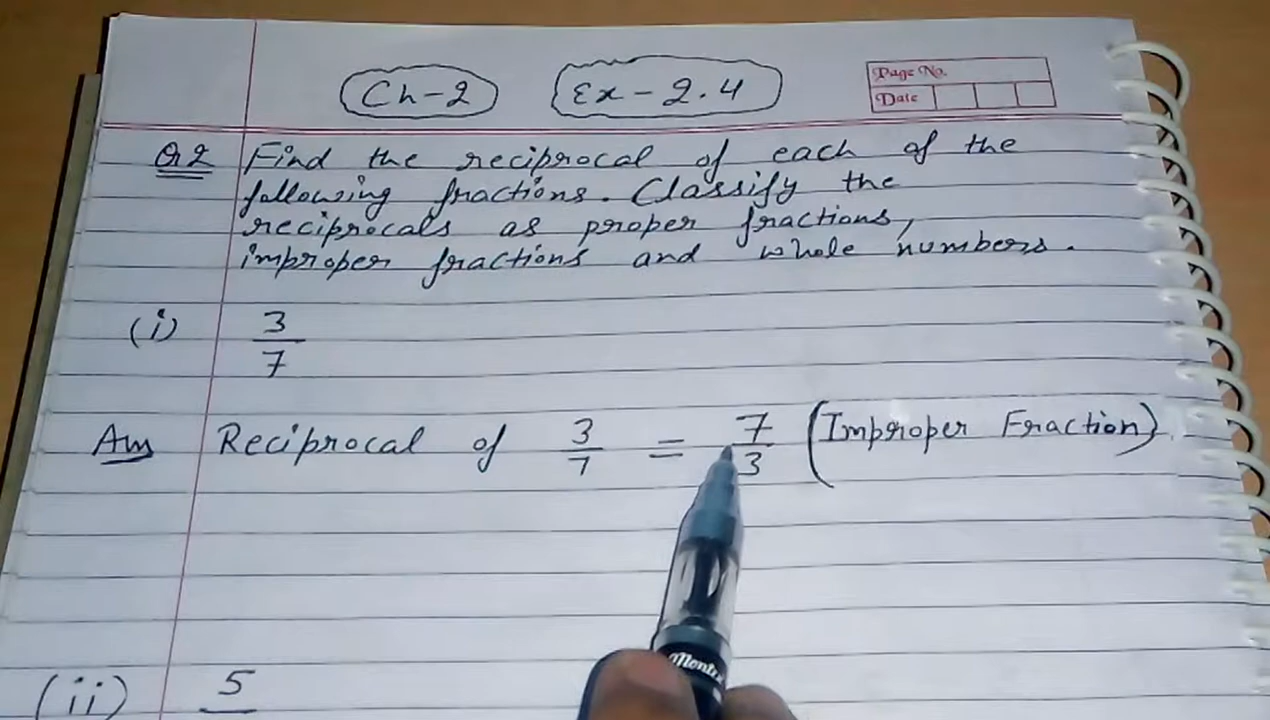 Ch-2 Ex-2.4
Page No.
Date
Q2 Find the reciprocal of each of the
following fractions. Classify the
reciprocals as proper fractions,
improper fractions and whole numbers.
(i) 3/7
Ans Reciprocal of 3/7 = 7/3 (Improper Fraction)
(ii) 5